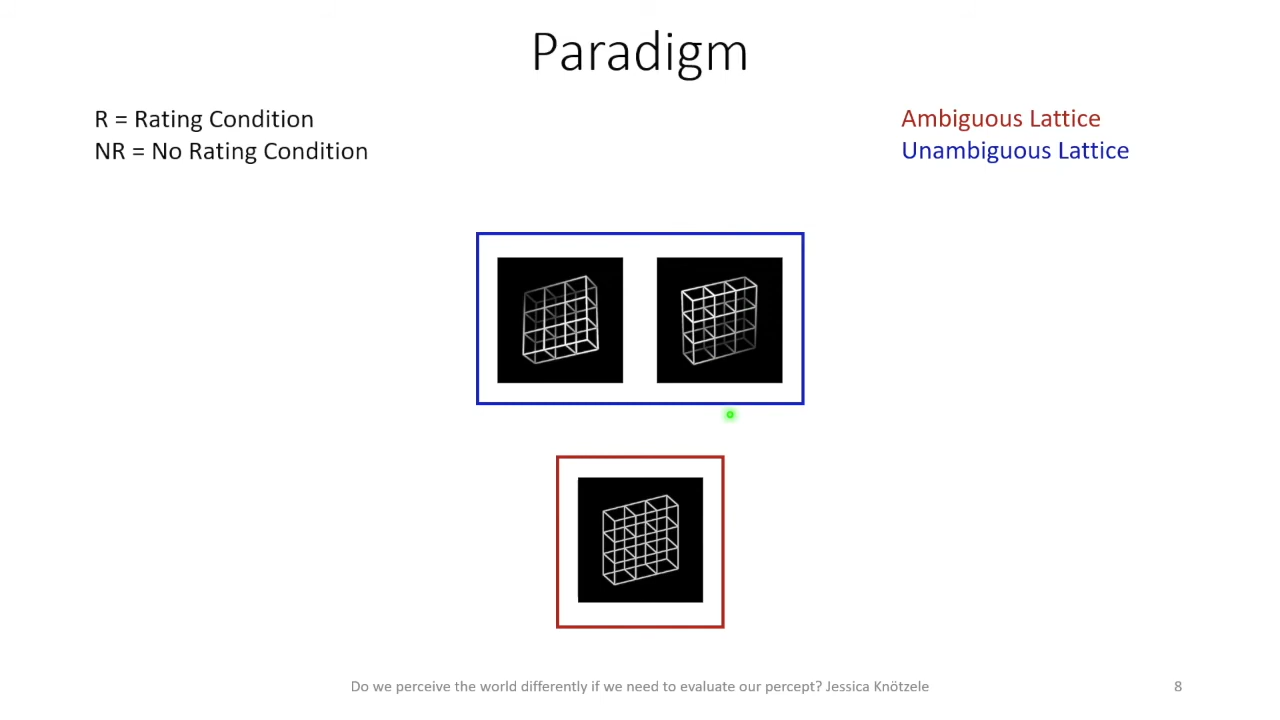 Paradigm
R = Rating Condition
NR = No Rating Condition
Ambiguous Lattice
Unambiguous Lattice
Do we perceive the world differently if we need to evaluate our percept? Jessica Knötzele
8